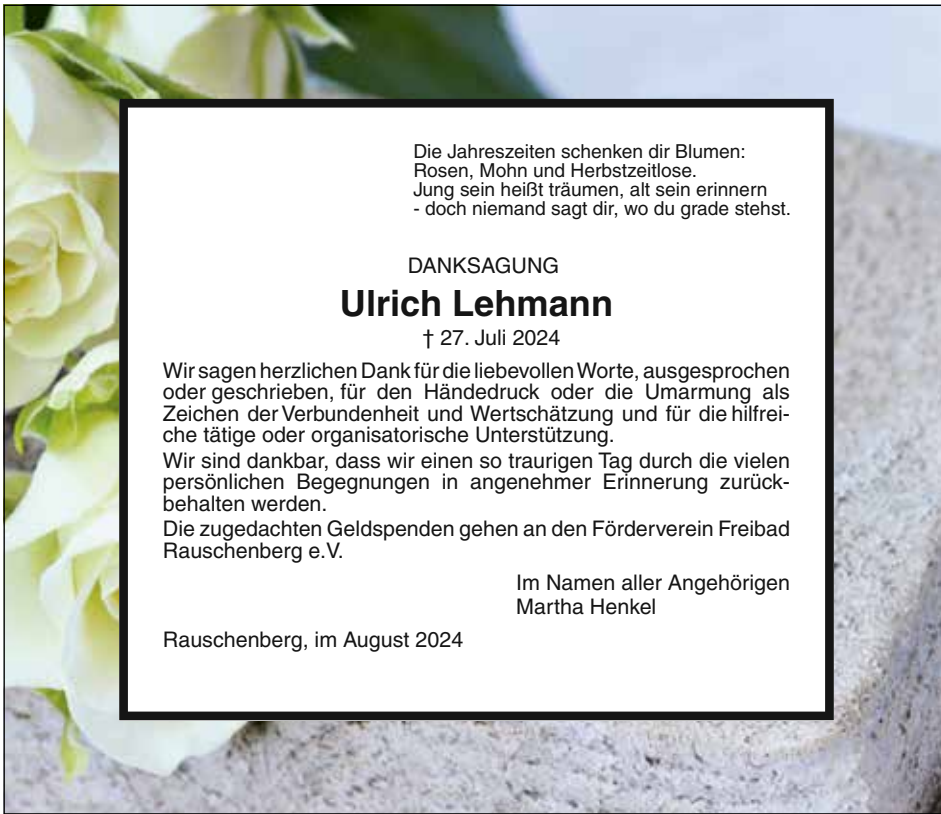 Die Jahreszeiten schenken dir Blumen:
Rosen, Mohn und Herbstzeitlose.
Jung sein heißt träumen, alt sein erinnern
- doch niemand sagt dir, wo du grade stehst.
DANKSAGUNG
Ulrich Lehmann
† 27. Juli 2024
Wir sagen herzlichen Dank für die liebevollen Worte, ausgesprochen
oder geschrieben, für den Händedruck oder die Umarmung als
Zeichen der Verbundenheit und Wertschätzung und für die hilfrei-
che tätige oder organisatorische Unterstützung.
Wir sind dankbar, dass wir einen so traurigen Tag durch die vielen
persönlichen Begegnungen in angenehmer Erinnerung zurück-
behalten werden.
Die zugedachten Geldspenden gehen an den Förderverein Freibad
Rauschenberg e.V.
Im Namen aller Angehörigen
Martha Henkel
Rauschenberg, im August 2024